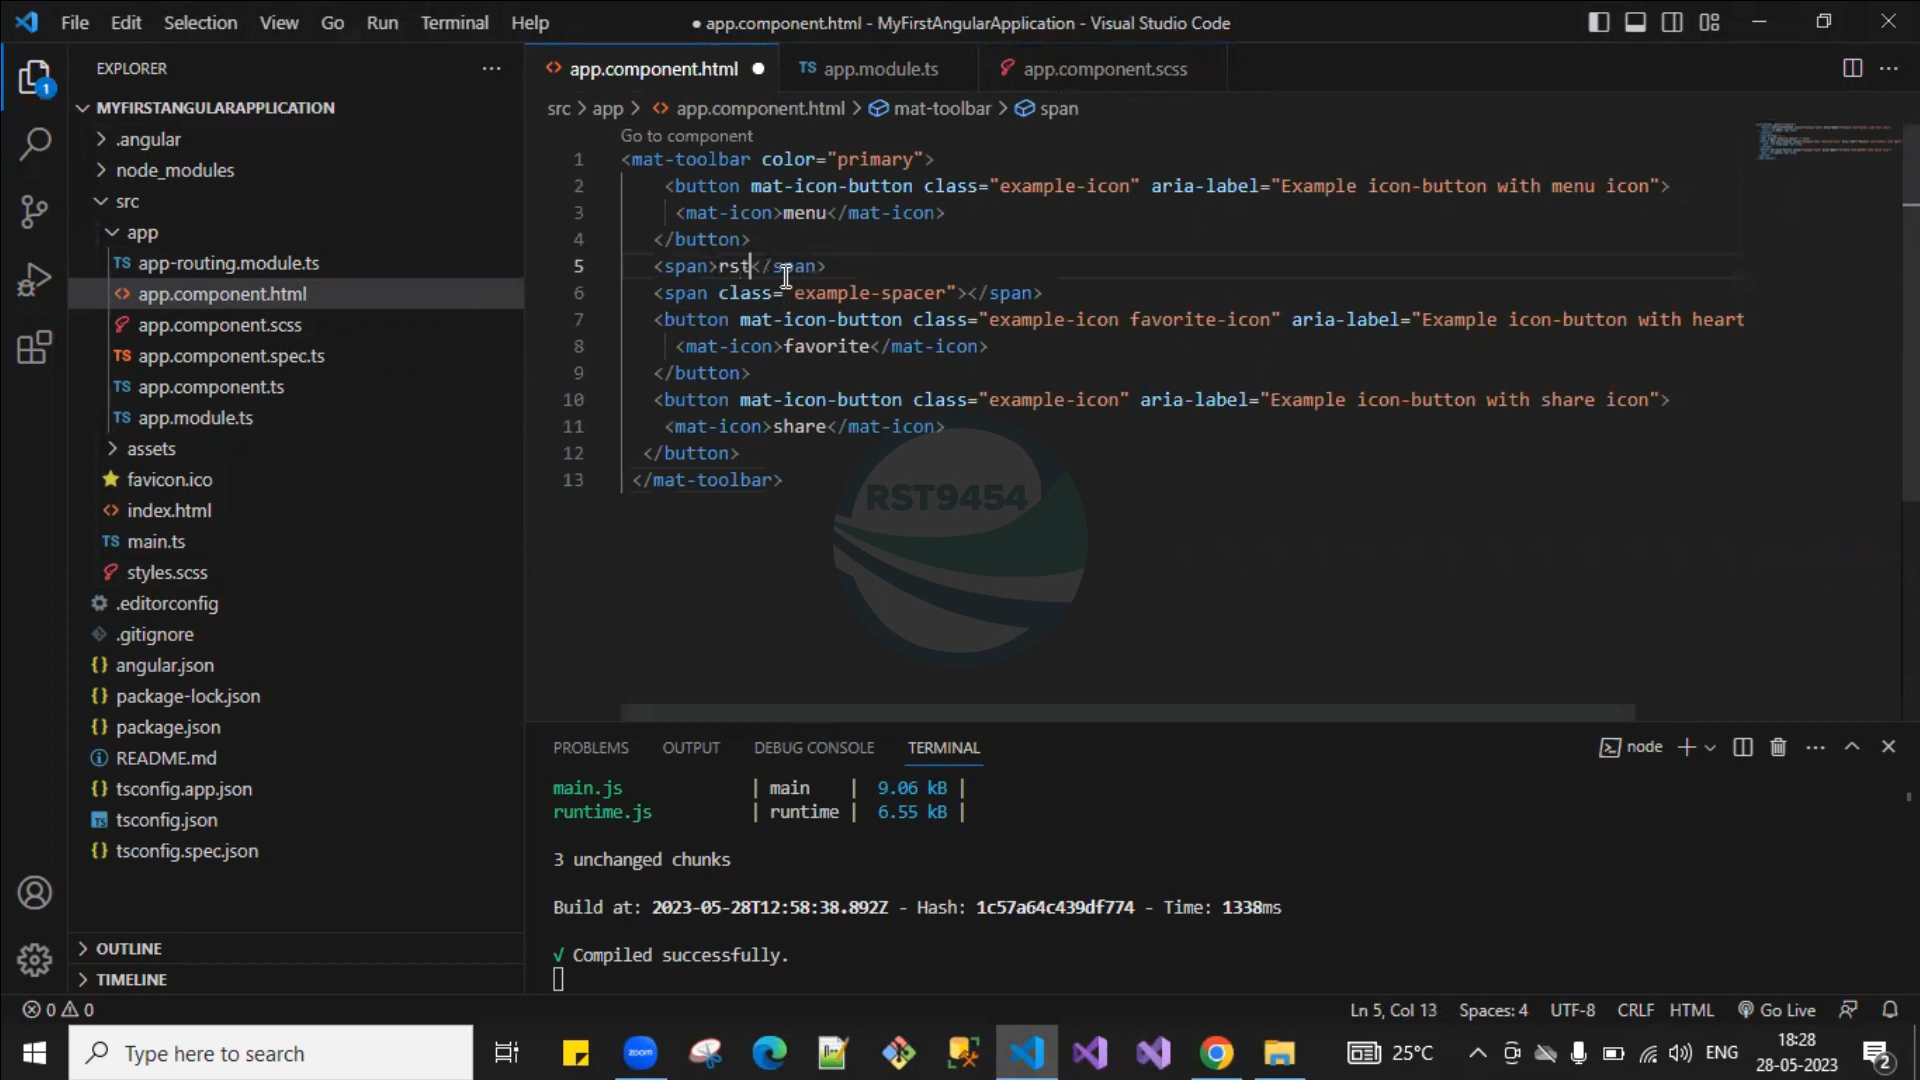 File Edit Selection View Go Run Terminal Help
● app.component.html - MyFirstAngularApplication - Visual Studio Code
EXPLORER
MYFIRSTANGULARAPPLICATION
.angular
node_modules
src
app
TS app-routing.module.ts
<> app.component.html
app.component.scss
TS app.component.spec.ts
TS app.component.ts
TS app.module.ts
assets
favicon.ico
<> index.html
TS main.ts
styles.scss
.editorconfig
.gitignore
{} angular.json
{} package-lock.json
{} package.json
README.md
{} tsconfig.app.json
TS tsconfig.json
{} tsconfig.spec.json
OUTLINE
TIMELINE
1
<> app.component.html ●
TS app.module.ts
app.component.scss
src > app > <> app.component.html > mat-toolbar > span
Go to component
1 <mat-toolbar color="primary">
2 <button mat-icon-button class="example-icon" aria-label="Example icon-button with menu icon">
3 <mat-icon>menu</mat-icon>
4 </button>
5 <span>rst</span>
6 <span class="example-spacer"></span>
7 <button mat-icon-button class="example-icon favorite-icon" aria-label="Example icon-button with heart
8 <mat-icon>favorite</mat-icon>
9 </button>
10 <button mat-icon-button class="example-icon" aria-label="Example icon-button with share icon">
11 <mat-icon>share</mat-icon>
12 </button>
13 </mat-toolbar>
RST9454
PROBLEMS OUTPUT DEBUG CONSOLE TERMINAL
node
main.js | main | 9.06 kB |
runtime.js | runtime | 6.55 kB |
3 unchanged chunks
Build at: 2023-05-28T12:58:38.892Z - Hash: 1c57a64c439df774 - Time: 1338ms
√ Compiled successfully.
0 0
Ln 5, Col 13 Spaces: 4 UTF-8 CRLF HTML Go Live
Type here to search
zoom
25°C
ENG
18:28
28-05-2023
2